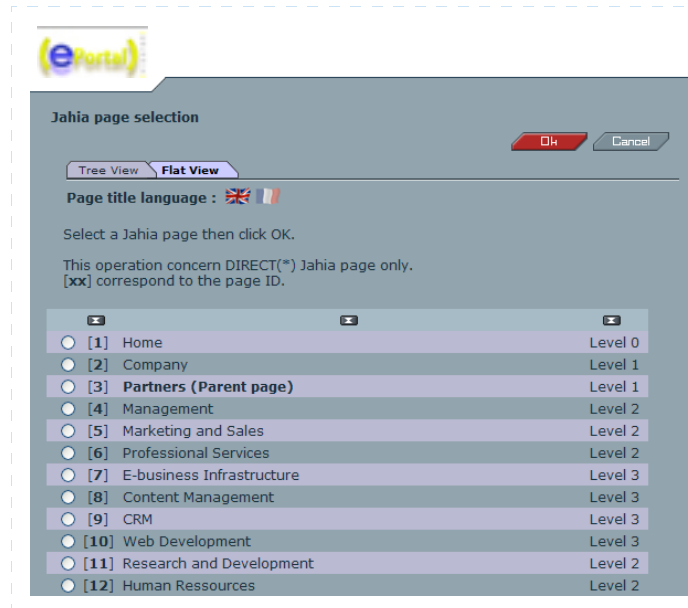 (ePortal)
Jahia page selection
Ok Cancel
Tree View Flat View
Page title language :
Select a Jahia page then click OK.
This operation concern DIRECT(*) Jahia page only.
[xx] correspond to the page ID.
[1] Home Level 0
[2] Company Level 1
[3] Partners (Parent page) Level 1
[4] Management Level 2
[5] Marketing and Sales Level 2
[6] Professional Services Level 2
[7] E-business Infrastructure Level 3
[8] Content Management Level 3
[9] CRM Level 3
[10] Web Development Level 3
[11] Research and Development Level 2
[12] Human Ressources Level 2